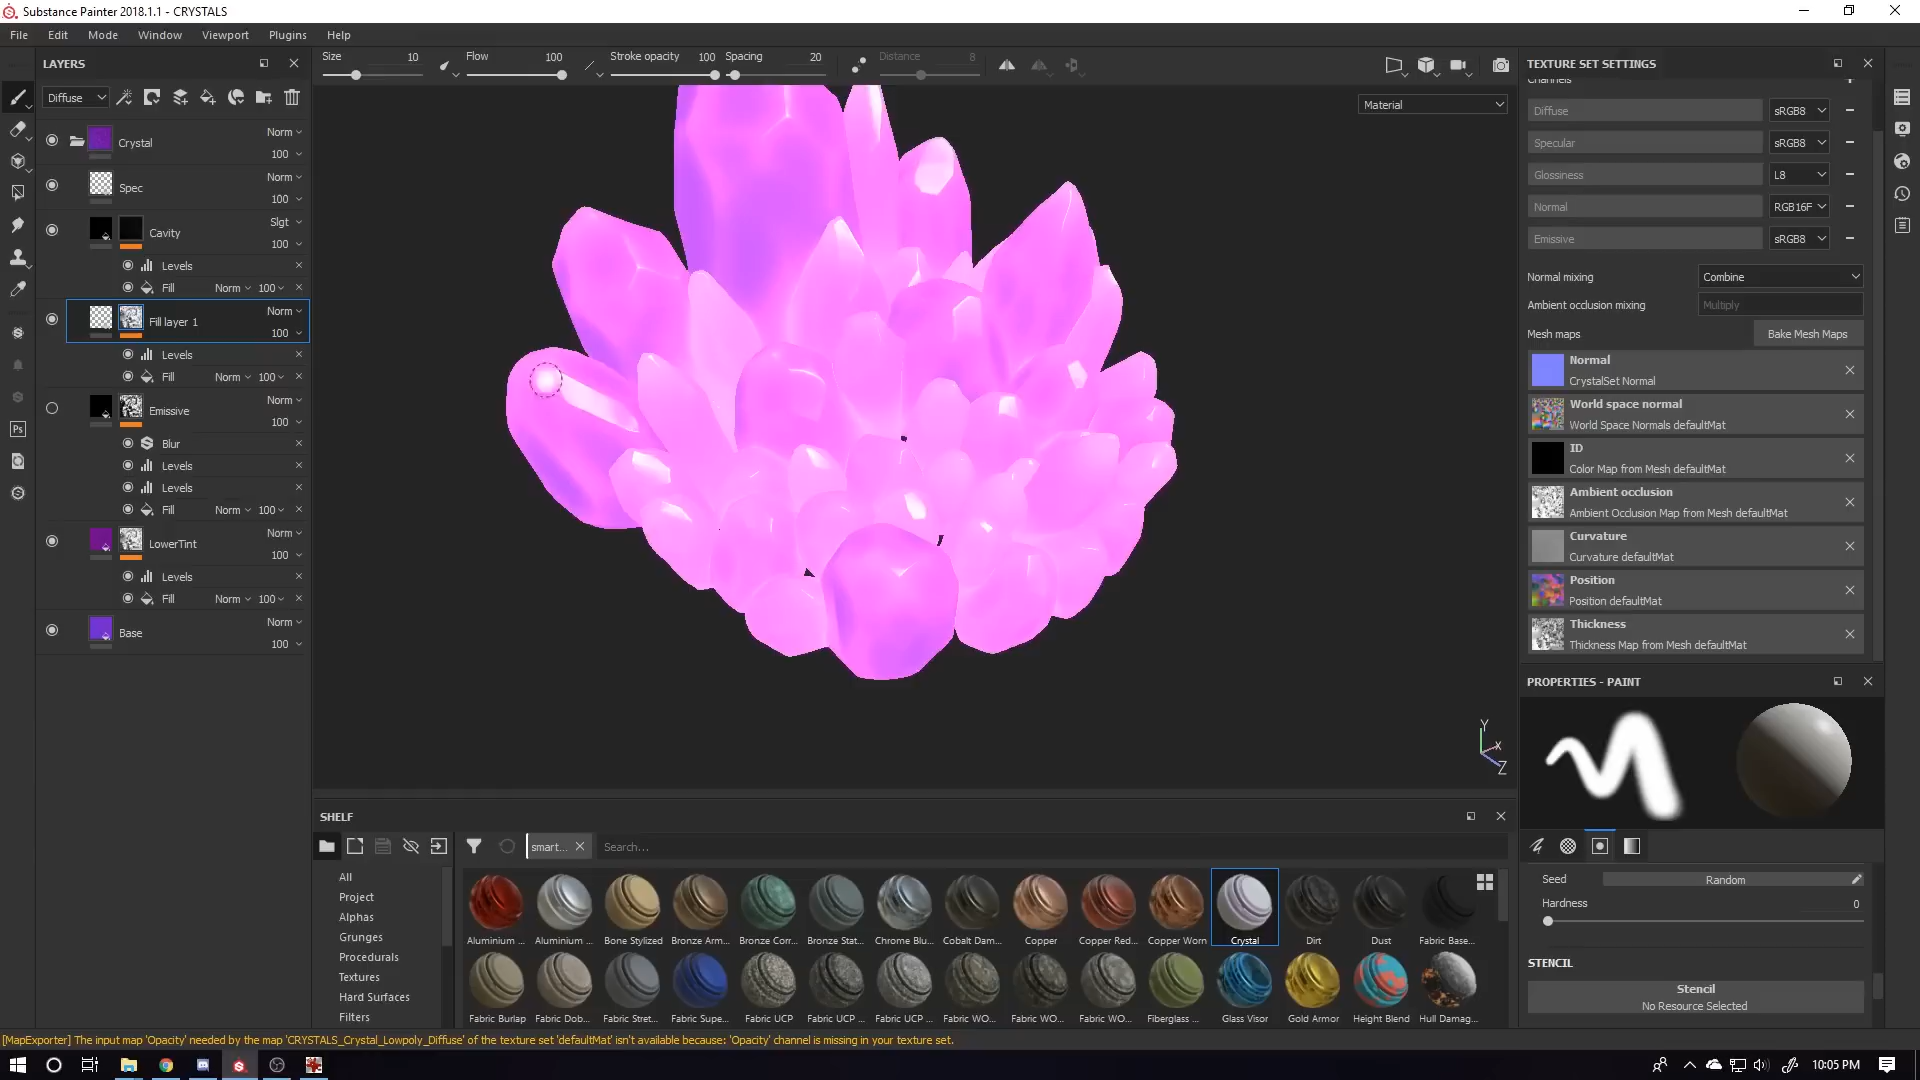 Substance Painter 2018.1.1 - CRYSTALS
File Edit Mode Window Viewport Plugins Help
LAYERS
Diffuse
Crystal Norm 100
Spec Norm 100
Cavity Slgt 100
Levels
Fill Norm 100
Fill layer 1 Norm 100
Levels
Fill Norm 100
Emissive Norm 100
Blur
Levels
Levels
Fill Norm 100
LowerTint Norm 100
Levels
Fill Norm 100
Base Norm 100
Size 10 Flow 100 Stroke opacity 100 Spacing 20 Distance 8
Material
Y
X
Z
TEXTURE SET SETTINGS
Channels
Diffuse sRGB8
Specular sRGB8
Glossiness L8
Normal RGB16F
Emissive sRGB8
Normal mixing Combine
Ambient occlusion mixing Multiply
Mesh maps Bake Mesh Maps
Normal
CrystalSet Normal
World space normal
World Space Normals defaultMat
ID
Color Map from Mesh defaultMat
Ambient occlusion
Ambient Occlusion Map from Mesh defaultMat
Curvature
Curvature defaultMat
Position
Position defaultMat
Thickness
Thickness Map from Mesh defaultMat
PROPERTIES - PAINT
Seed Random
Hardness 0
STENCIL
Stencil
No Resource Selected
SHELF
smart... Search...
All
Project
Alphas
Grunges
Procedurals
Textures
Hard Surfaces
Filters
Aluminium ... Aluminium ... Bone Stylized Bronze Arm... Bronze Corr... Bronze Stat... Chrome Blu... Cobalt Dam... Copper Copper Red... Copper Worn Crystal Dirt Dust Fabric Base...
Fabric Burlap Fabric Dob... Fabric Stret... Fabric Supe... Fabric UCP Fabric UCP ... Fabric UCP ... Fabric WO... Fabric WO... Fabric WO... Fiberglass ... Glass Visor Gold Armor Height Blend Hull Damag...
[MapExporter] The input map 'Opacity' needed by the map 'CRYSTALS_Crystal_Lowpoly_Diffuse' of the texture set 'defaultMat' isn't available because: 'Opacity' channel is missing in your texture set.
Ps
10:05 PM